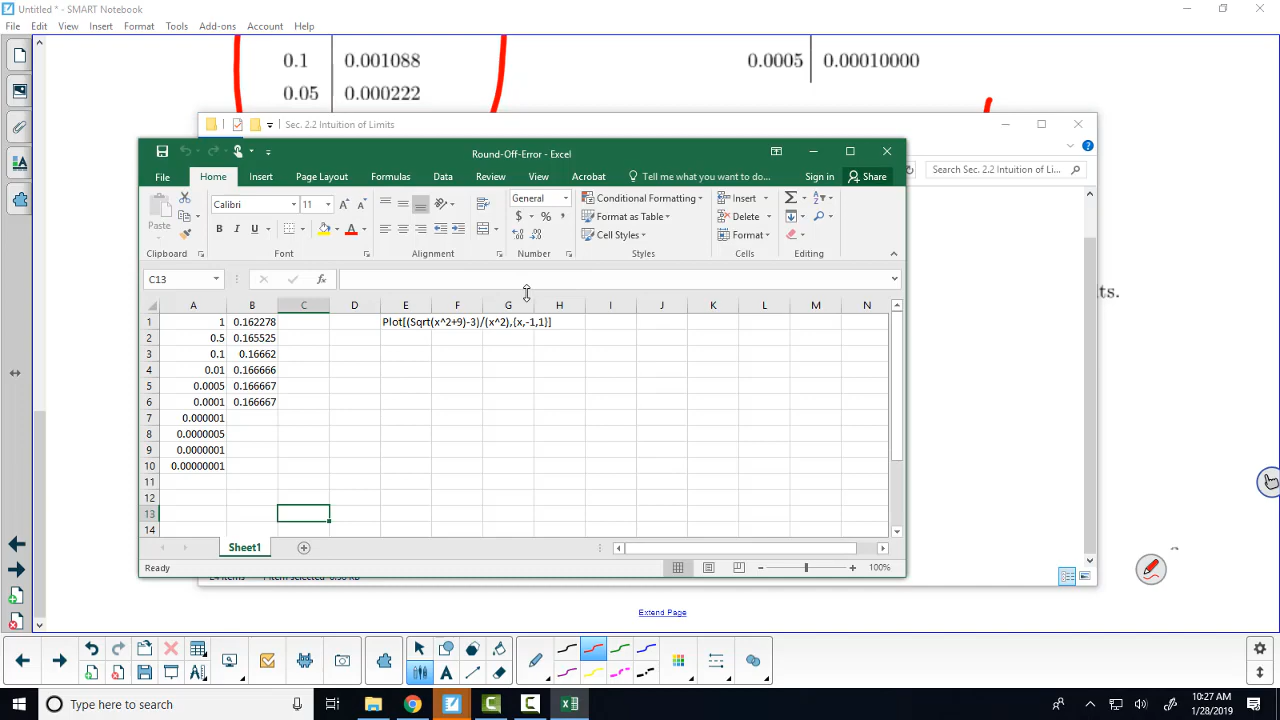 Untitled * - SMART Notebook
File Edit View Insert Format Tools Add-ons Account Help
0.1 0.001088
0.05 0.000222
0.0005 0.00010000
Sec. 2.2 Intuition of Limits
Round-Off-Error - Excel
File Home Insert Page Layout Formulas Data Review View Acrobat Tell me what you want to do... Sign in Share
Search Sec. 2.2 Intuition of Li...
Paste
Calibri 11
General
Conditional Formatting
Format as Table
Cell Styles
Insert
Delete
Format
Clipboard Font Alignment Number Styles Cells Editing
C13 fx
ts.
A B C D E F G H I J K L M N
1 1 0.162278 Plot[(Sqrt(x^2+9)-3)/(x^2),{x,-1,1}]
2 0.5 0.165525
3 0.1 0.16662
4 0.01 0.166666
5 0.0005 0.166667
6 0.0001 0.166667
7 0.000001
8 0.0000005
9 0.0000001
10 0.00000001
11
12
13
14
Sheet1
Ready 100%
Extend Page
Type here to search
10:27 AM
1/28/2019